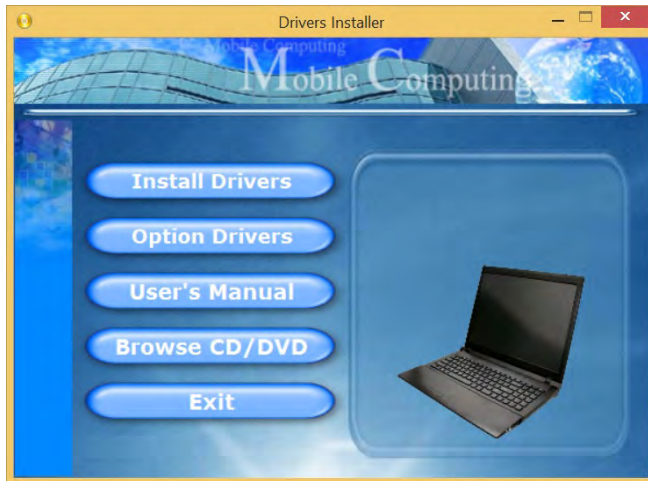 Drivers Installer
Mobile Computing
Mobile Computing
Install Drivers
Option Drivers
User's Manual
Browse CD/DVD
Exit